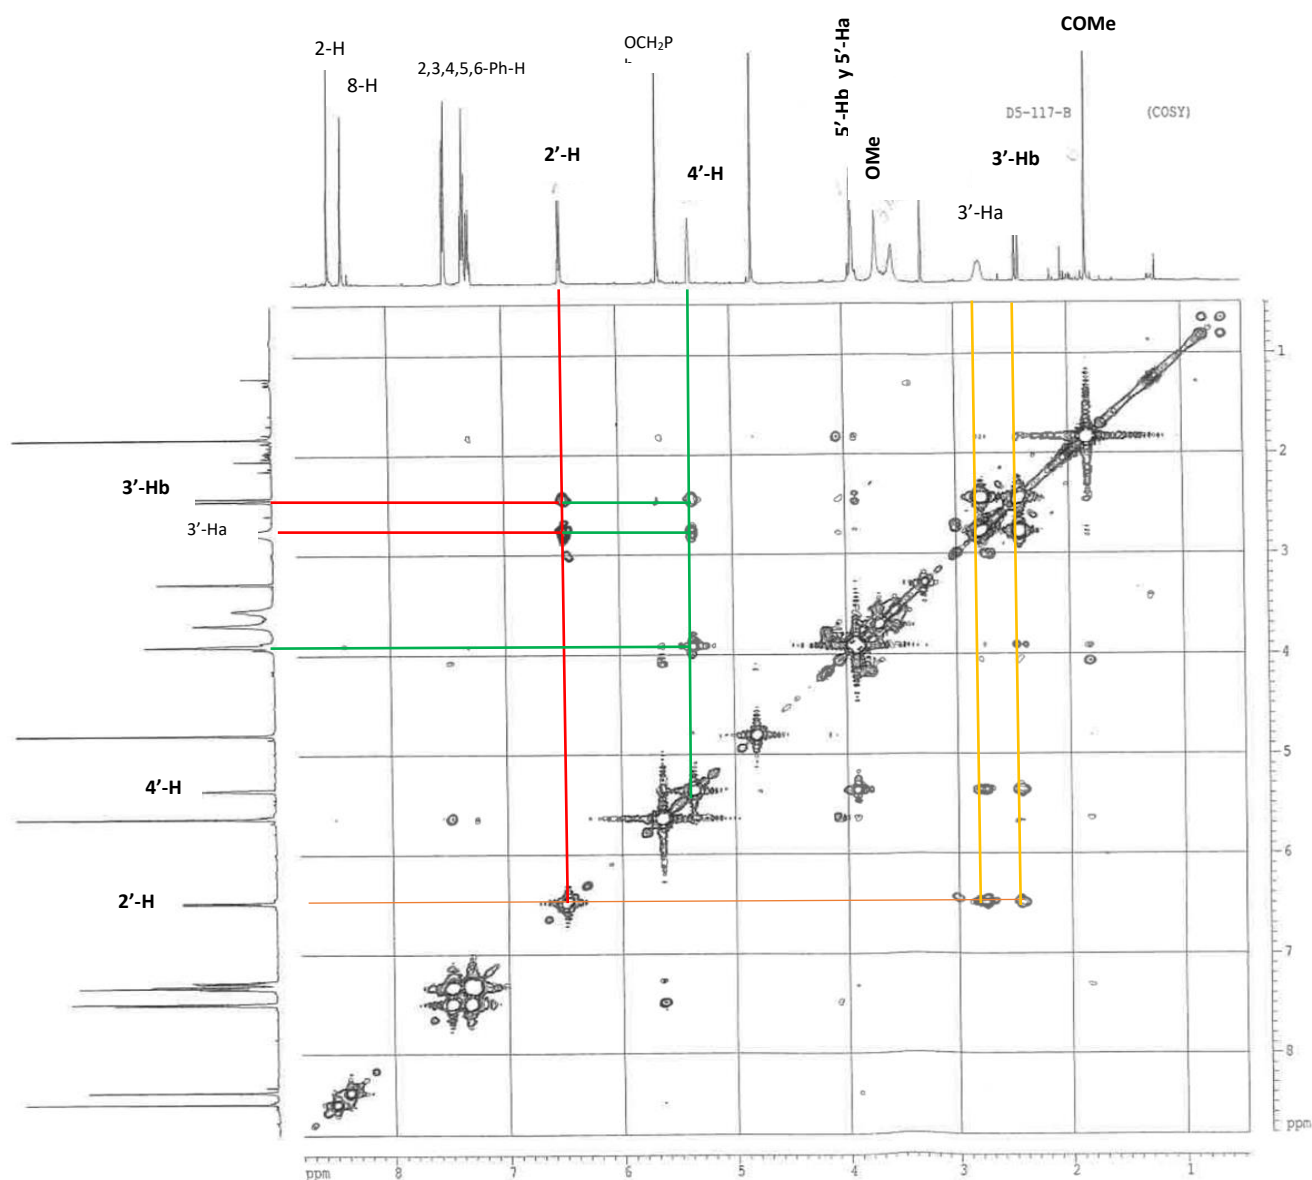 COMe
5'-Hb y 5'-Ha
OCH₂P
2-H
2,3,4,5,6-Ph-H
8-H
D5-117-B (COSY)
OMe
2'-H
3'-Hb
4'-H
3'-Ha
1
2
3'-Hb
3'-Ha
3
4
5
4'-H
6
2'-H
7
8
ppm
ppm 8 7 6 5 4 3 2 1